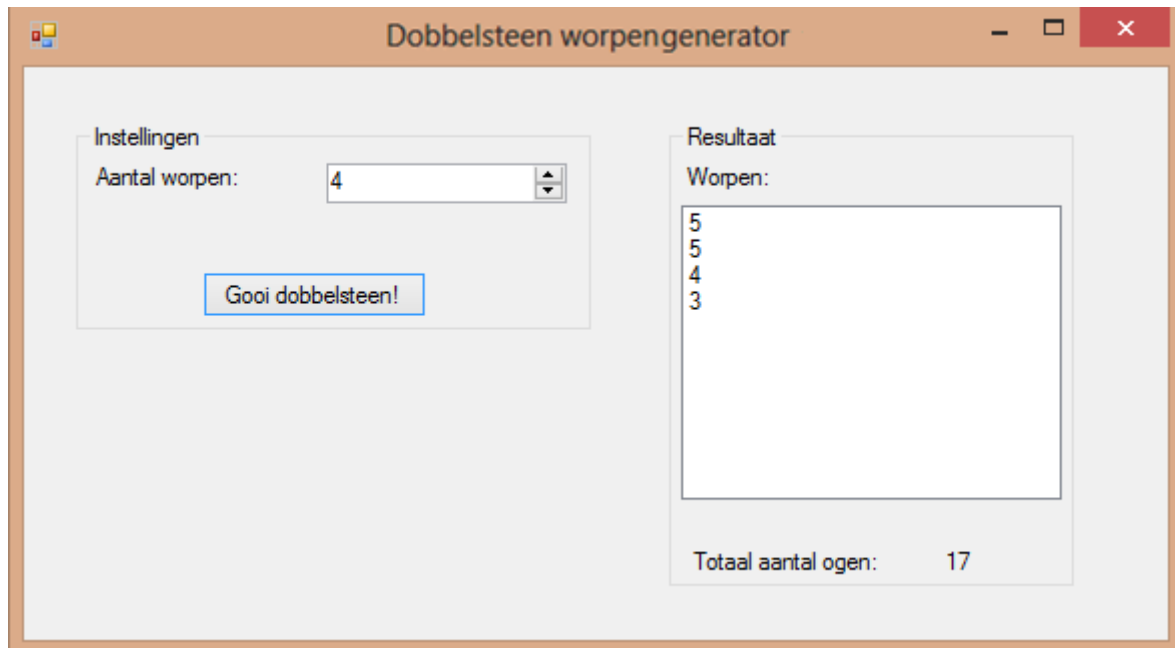 Dobbelsteen worpengenerator
Instellingen
Aantal worpen: 4
Gooi dobbelsteen!
Resultaat
Worpen:
5
5
4
3
Totaal aantal ogen: 17